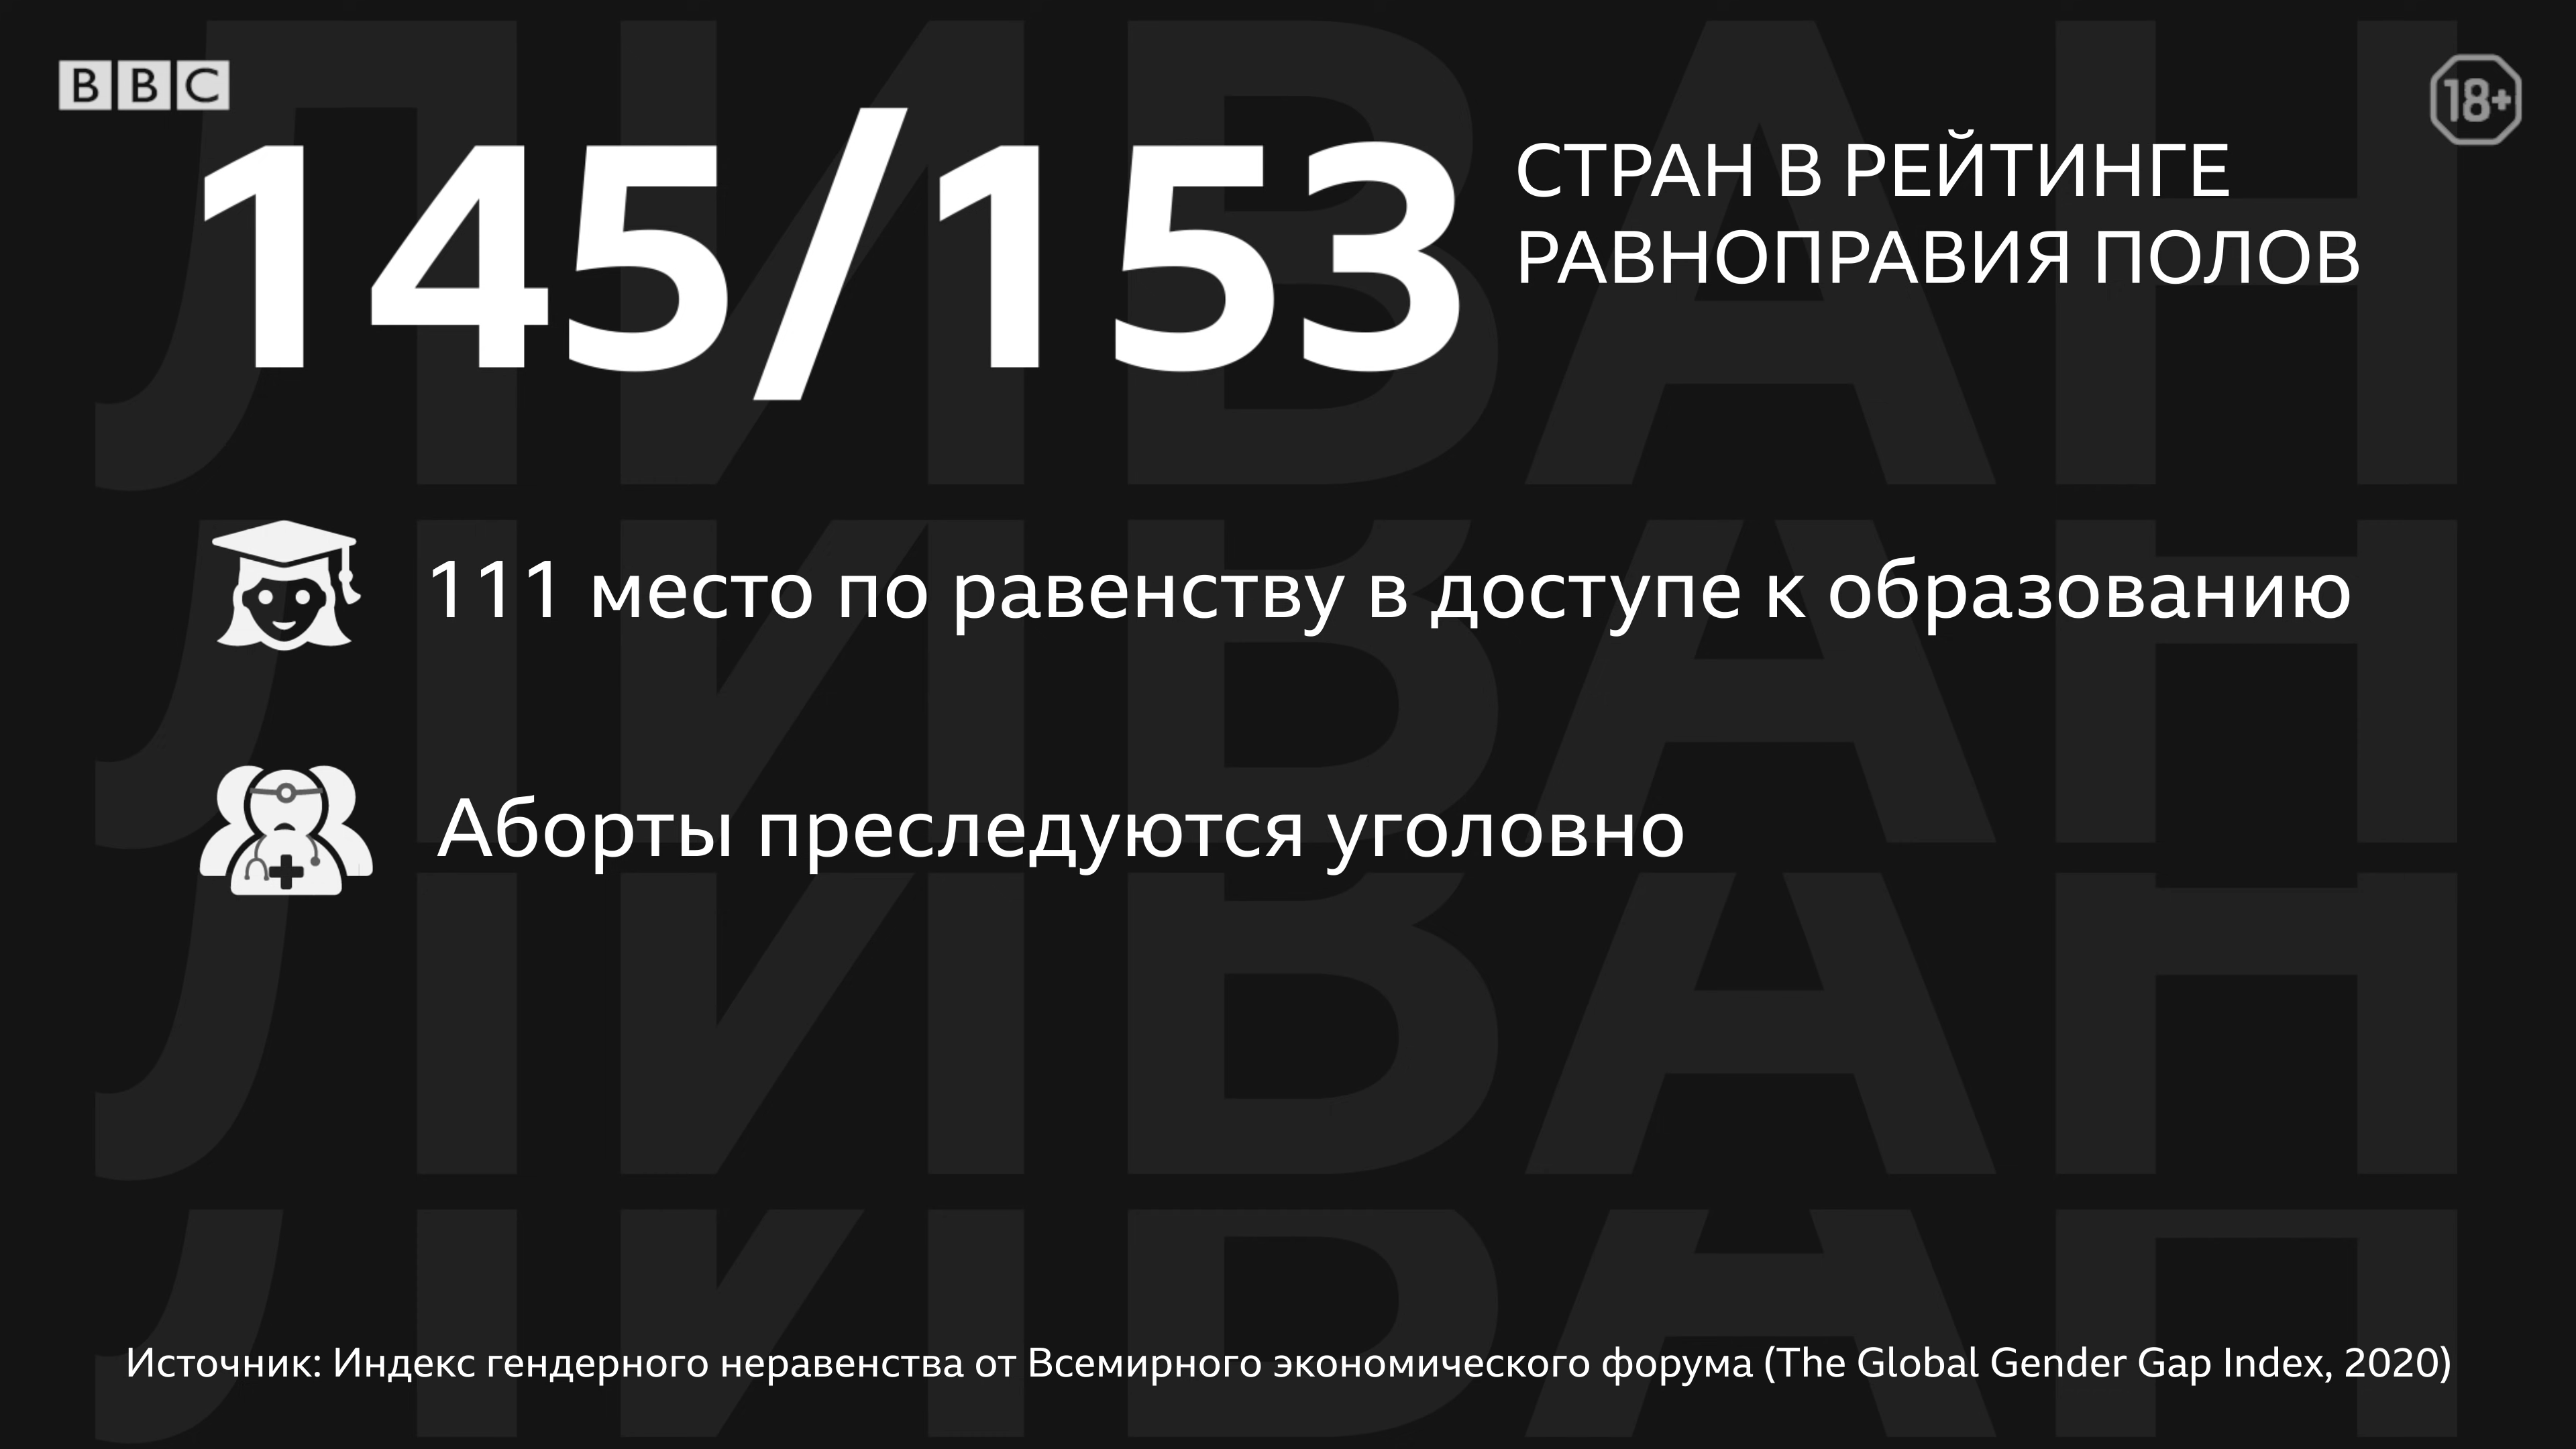 ЛИВАН
BBC
18+
145/153
СТРАН В РЕЙТИНГЕ
РАВНОПРАВИЯ ПОЛОВ
ЛИВАН
111 место по равенству в доступе к образованию
Аборты преследуются уголовно
ЛИВАН
ЛИВАН
Источник: Индекс гендерного неравенства от Всемирного экономического форума (The Global Gender Gap Index, 2020)